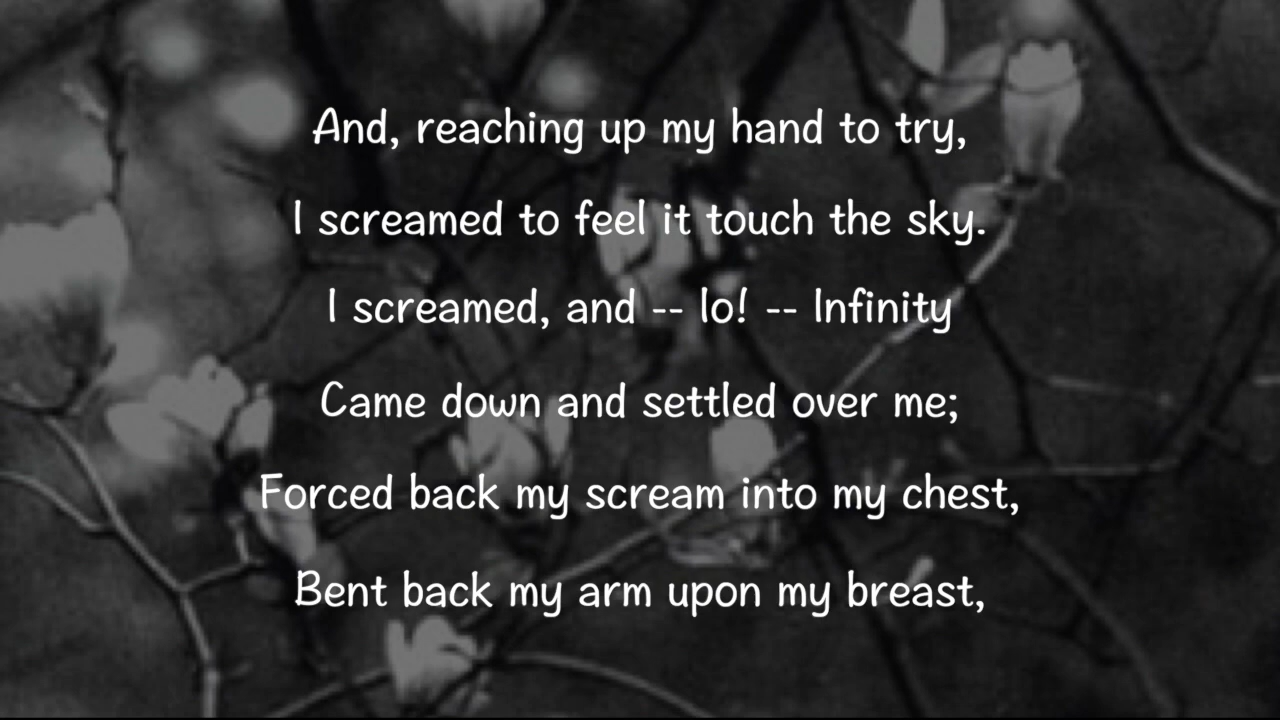 And, reaching up my hand to try,
I screamed to feel it touch the sky.
I screamed, and -- lo! -- Infinity
Came down and settled over me;
Forced back my scream into my chest,
Bent back my arm upon my breast,